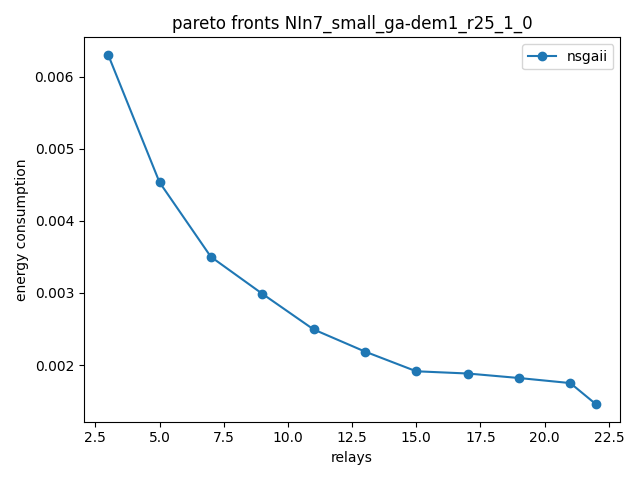 pareto fronts NIn7_small_ga-dem1_r25_1_0
nsgaii
0.006
0.005
0.004
0.003
0.002
energy consumption
2.5 5.0 7.5 10.0 12.5 15.0 17.5 20.0 22.5
relays